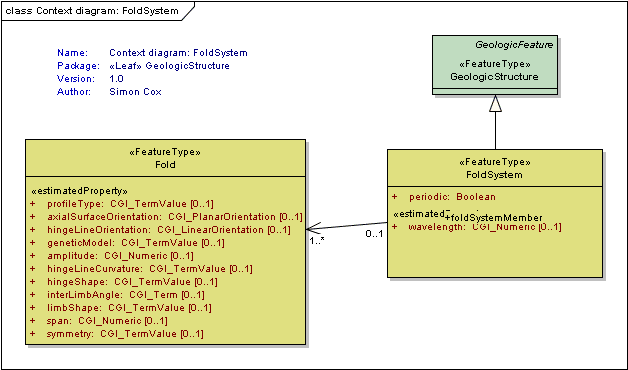 class Context diagram: FoldSystem
Name: Context diagram: FoldSystem
Package: «Leaf» GeologicStructure
Version: 1.0
Author: Simon Cox
GeologicFeature
«FeatureType»
GeologicStructure
«FeatureType»
Fold
«estimatedProperty»
+ profileType: CGI_TermValue [0..1]
+ axialSurfaceOrientation: CGI_PlanarOrientation [0..1]
+ hingeLineOrientation: CGI_LinearOrientation [0..1]
+ geneticModel: CGI_TermValue [0..1]
+ amplitude: CGI_Numeric [0..1]
+ hingeLineCurvature: CGI_TermValue [0..1]
+ hingeShape: CGI_TermValue [0..1]
+ interLimbAngle: CGI_Term [0..1]
+ limbShape: CGI_TermValue [0..1]
+ span: CGI_Numeric [0..1]
+ symmetry: CGI_TermValue [0..1]
«FeatureType»
FoldSystem
+ periodic: Boolean
«estimated
+foldSystemMember
+ wavelength: CGI_Numeric [0..1]
1..*
0..1